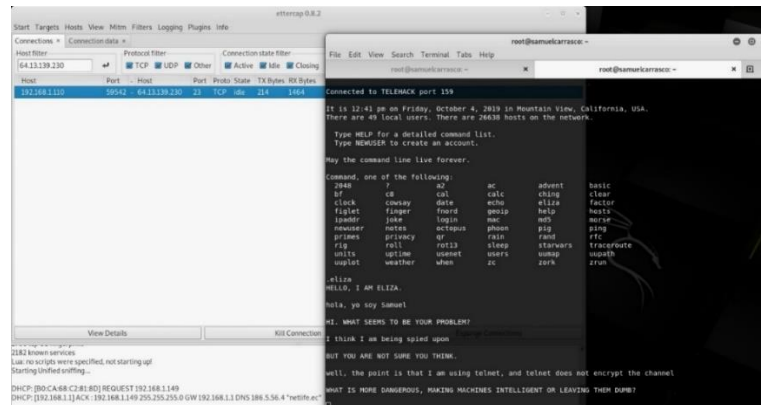 ettercap 0.8.2
Start Targets Hosts View Mitm Filters Logging Plugins Info
Connections × Connection data ×
Host filter Protocol filter Connection state filter
64.13.139.230 TCP UDP Other Active Idle Closing
Host Port - Host Port Proto State TX Bytes RX Bytes
192.168.1.110 59542 - 64.13.139.230 23 TCP idle 214 1464
View Details Kill Connection
2182 known services
Lua: no scripts were specified, not starting up!
Starting Unified sniffing...
DHCP: [B0:CA:68:C2:81:8D] REQUEST 192.168.1.149
DHCP: [192.168.1.1] ACK : 192.168.1.149 255.255.255.0 GW 192.168.1.1 DNS 186.5.56.4 "netlife.ec"
root@samuelcarrasco: ~
File Edit View Search Terminal Tabs Help
root@samuelcarrasco: ~ × root@samuelcarrasco: ~ ×
Connected to TELEHACK port 159
It is 12:41 pm on Friday, October 4, 2019 in Mountain View, California, USA.
There are 49 local users. There are 26638 hosts on the network.
Type HELP for a detailed command list.
Type NEWUSER to create an account.
May the command line live forever.
Command, one of the following:
2048 ? a2 ac advent basic
bf c8 cal calc ching clear
clock cowsay date echo eliza factor
figlet finger fnord geoip help hosts
ipaddr joke login mac md5 morse
newuser notes octopus phoon pig ping
primes privacy qr rain rand rfc
rig roll rot13 sleep starwars traceroute
units uptime usenet users uumap uupath
uuplot weather when zc zork zrun
.eliza
HELLO, I AM ELIZA.
hola, yo soy Samuel
HI. WHAT SEEMS TO BE YOUR PROBLEM?
I think I am being spied upon
BUT YOU ARE NOT SURE YOU THINK.
well, the point is that I am using telnet, and telnet does not encrypt the channel
WHAT IS MORE DANGEROUS, MAKING MACHINES INTELLIGENT OR LEAVING THEM DUMB?